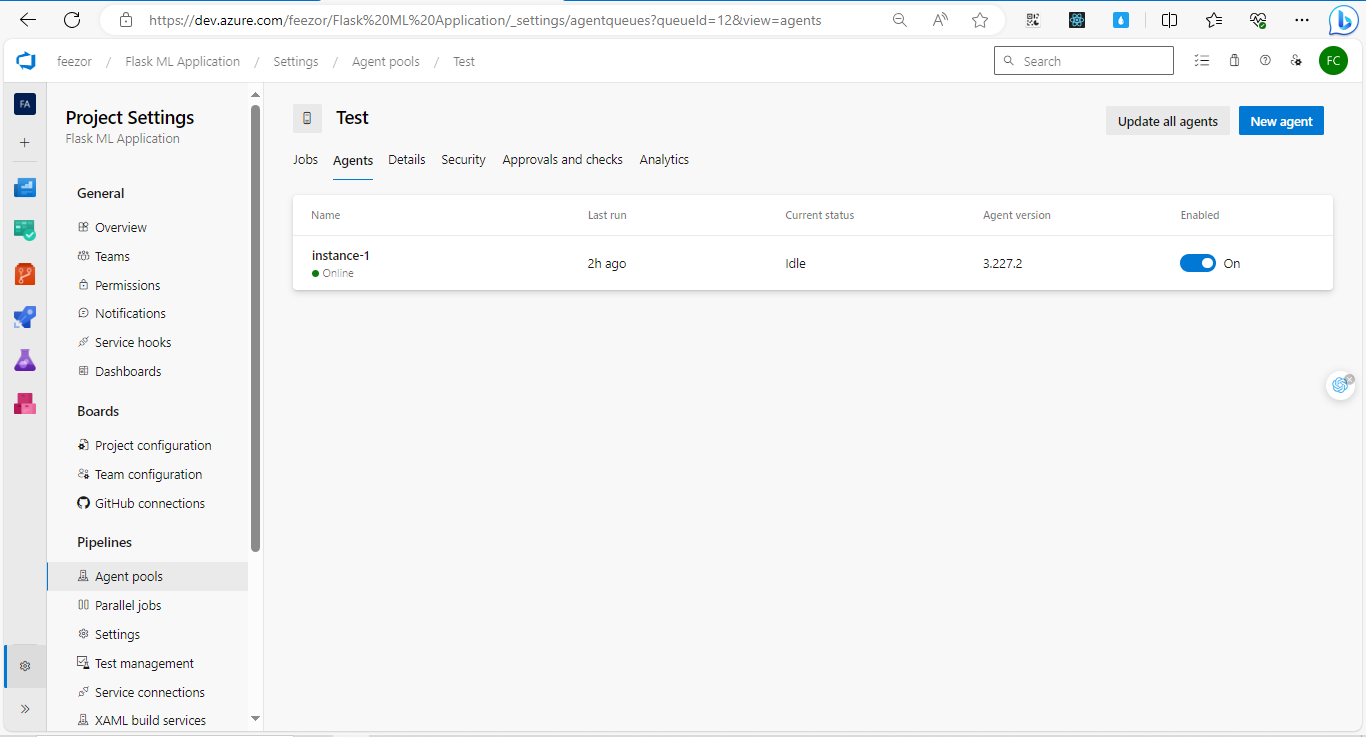 https://dev.azure.com/feezor/Flask%20ML%20Application/_settings/agentqueues?queueId=12&view=agents
feezor / Flask ML Application / Settings / Agent pools / Test
Search
FC
FA
Project Settings
Flask ML Application
General
Overview
Teams
Permissions
Notifications
Service hooks
Dashboards
Boards
Project configuration
Team configuration
GitHub connections
Pipelines
Agent pools
Parallel jobs
Settings
Test management
Service connections
XAML build services
Test
Update all agents
New agent
Jobs Agents Details Security Approvals and checks Analytics
Name Last run Current status Agent version Enabled
instance-1
Online
2h ago Idle 3.227.2 On